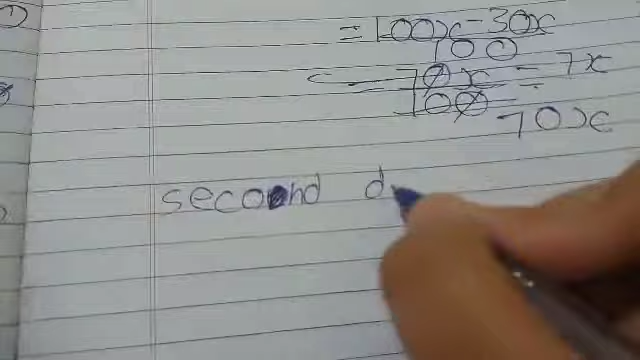 = 100x - 30x
100
= 70x = 7x
100
70x
second d